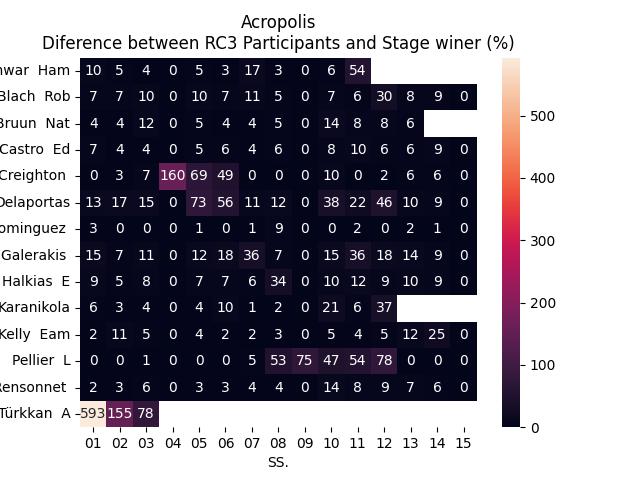 Acropolis
Diference between RC3 Participants and Stage winer (%)
nwar Ham 10 5 4 0 5 3 17 3 0 6 54
Blach Rob 7 7 10 0 10 7 11 5 0 7 6 30 8 9 0
Bruun Nat 4 4 12 0 5 4 4 5 0 14 8 8 6
Castro Ed 7 4 4 0 5 6 4 6 0 8 10 6 6 9 0
Creighton 0 3 7 160 69 49 0 0 0 10 0 2 6 6 0
Delaportas 13 17 15 0 73 56 11 12 0 38 22 46 10 9 0
ominguez 3 0 0 0 1 0 1 9 0 0 2 0 2 1 0
Galerakis 15 7 11 0 12 18 36 7 0 15 36 18 14 9 0
Halkias E 9 5 8 0 7 7 6 34 0 10 12 9 10 9 0
Karanikola 6 3 4 0 4 10 1 2 0 21 6 37
Kelly Eam 2 11 5 0 4 2 2 3 0 5 4 5 12 25 0
Pellier L 0 0 1 0 0 0 5 53 75 47 54 78 0 0 0
Rensonnet 2 3 6 0 3 3 4 4 0 14 8 9 7 6 0
Türkkan A 593 155 78
01 02 03 04 05 06 07 08 09 10 11 12 13 14 15
SS.
500
400
300
200
100
0